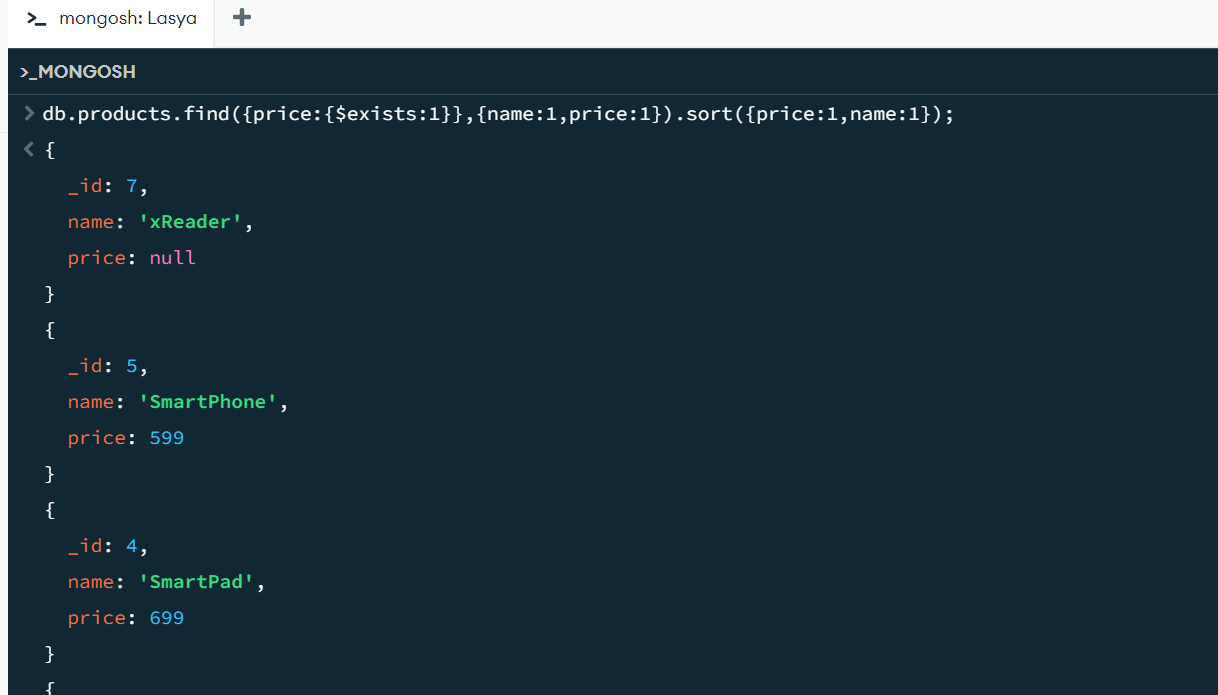 >_ mongosh: Lasya +
>_MONGOSH
> db.products.find({price:{$exists:1}},{name:1,price:1}).sort({price:1,name:1});
< {
_id: 7,
name: 'xReader',
price: null
}
{
_id: 5,
name: 'SmartPhone',
price: 599
}
{
_id: 4,
name: 'SmartPad',
price: 699
}
{